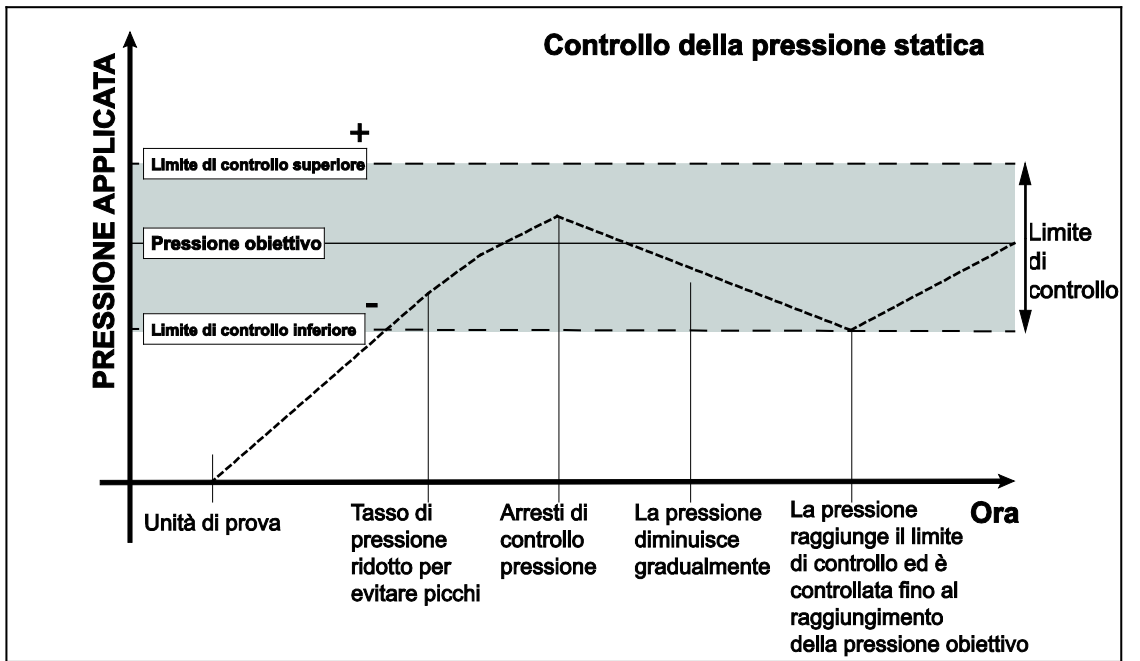 Controllo della pressione statica
PRESSIONE APPLICATA
+
Limite di controllo superiore
Pressione obiettivo
-
Limite di controllo inferiore
Limite
di
controllo
Ora
Unità di prova
Tasso di
pressione
ridotto per
evitare picchi
Arresti di
controllo
pressione
La pressione
diminuisce
gradualmente
La pressione
raggiunge il limite
di controllo ed è
controllata fino al
raggiungimento
della pressione obiettivo